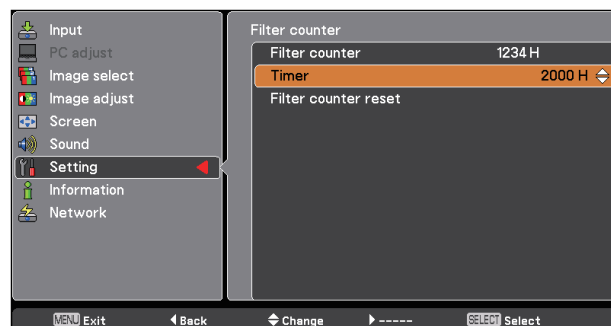 Input
PC adjust
Image select
Image adjust
Screen
Sound
Setting
Information
Network
Filter counter
Filter counter 1234 H
Timer 2000 H
Filter counter reset
MENU Exit Back Change ----- SELECT Select